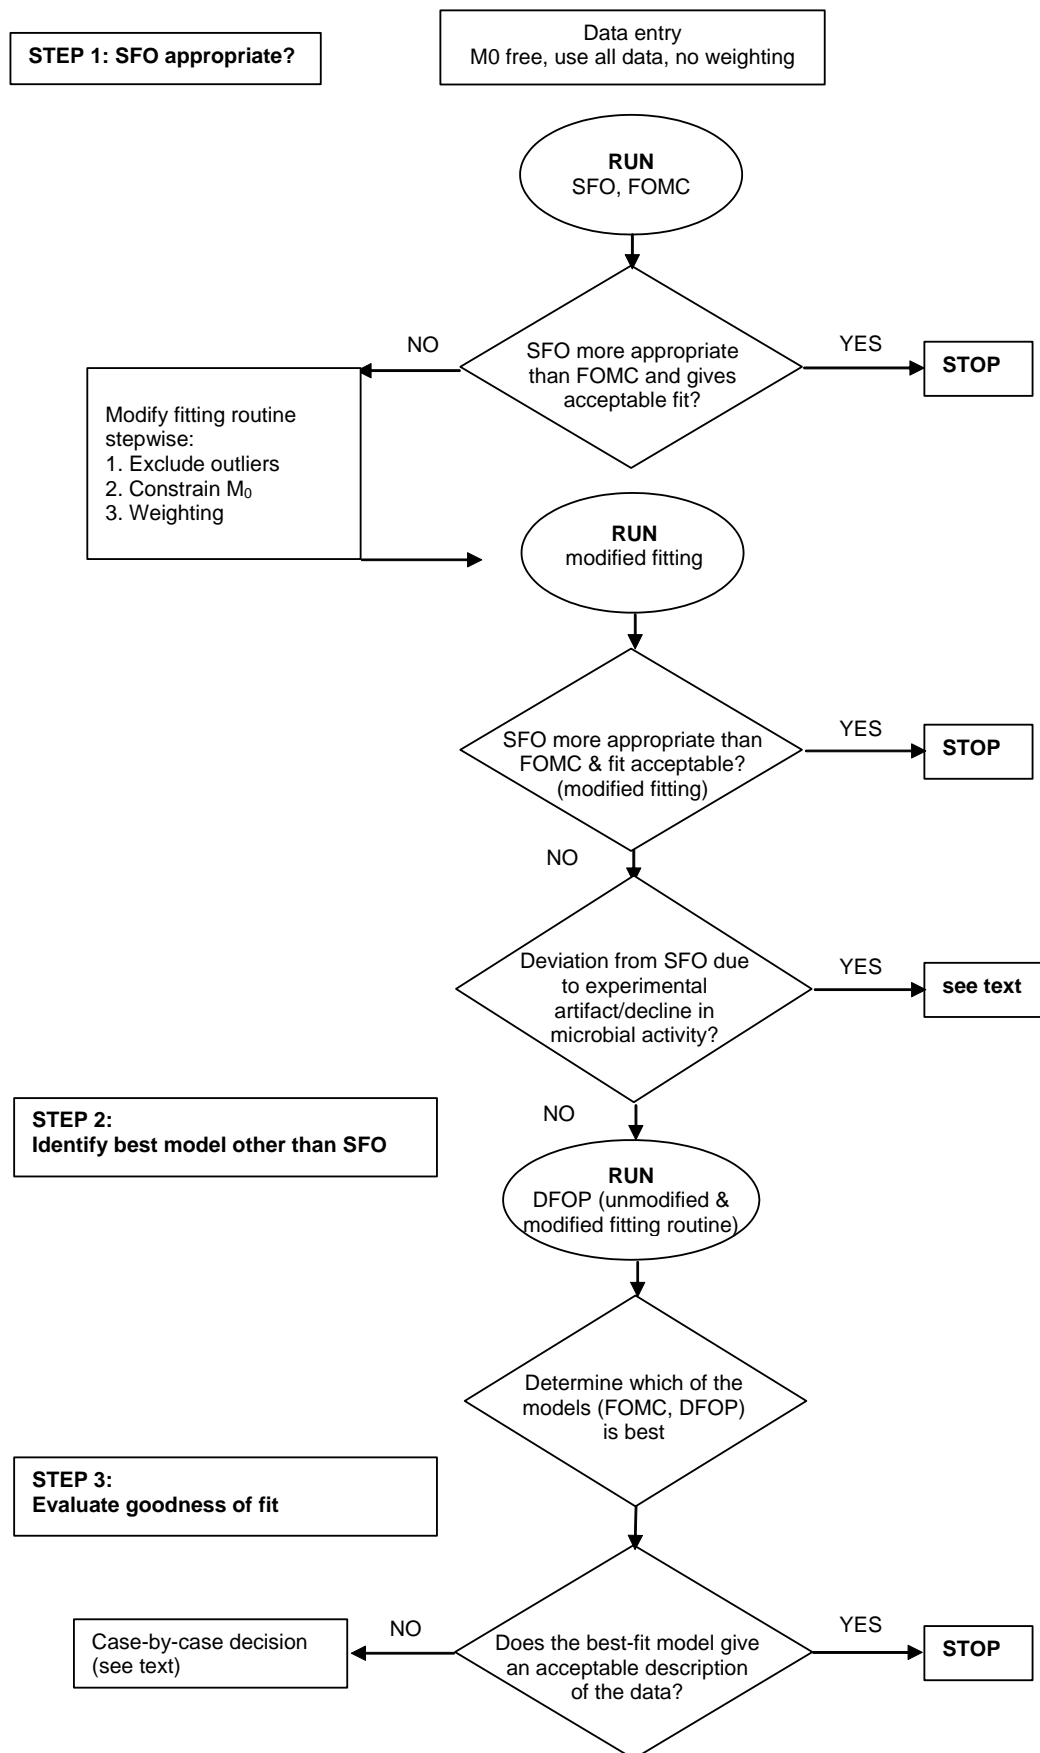 STEP 1: SFO appropriate?
Data entry
M0 free, use all data, no weighting
RUN
SFO, FOMC
NO
SFO more appropriate
than FOMC and gives
acceptable fit?
YES
STOP
Modify fitting routine
stepwise:
1. Exclude outliers
2. Constrain M₀
3. Weighting
RUN
modified fitting
SFO more appropriate than
FOMC & fit acceptable?
(modified fitting)
YES
STOP
NO
Deviation from SFO due
to experimental
artifact/decline in
microbial activity?
YES
see text
NO
STEP 2:
Identify best model other than SFO
RUN
DFOP (unmodified &
modified fitting routine)
Determine which of the
models (FOMC, DFOP)
is best
STEP 3:
Evaluate goodness of fit
Does the best-fit model give
an acceptable description
of the data?
NO
Case-by-case decision
(see text)
YES
STOP